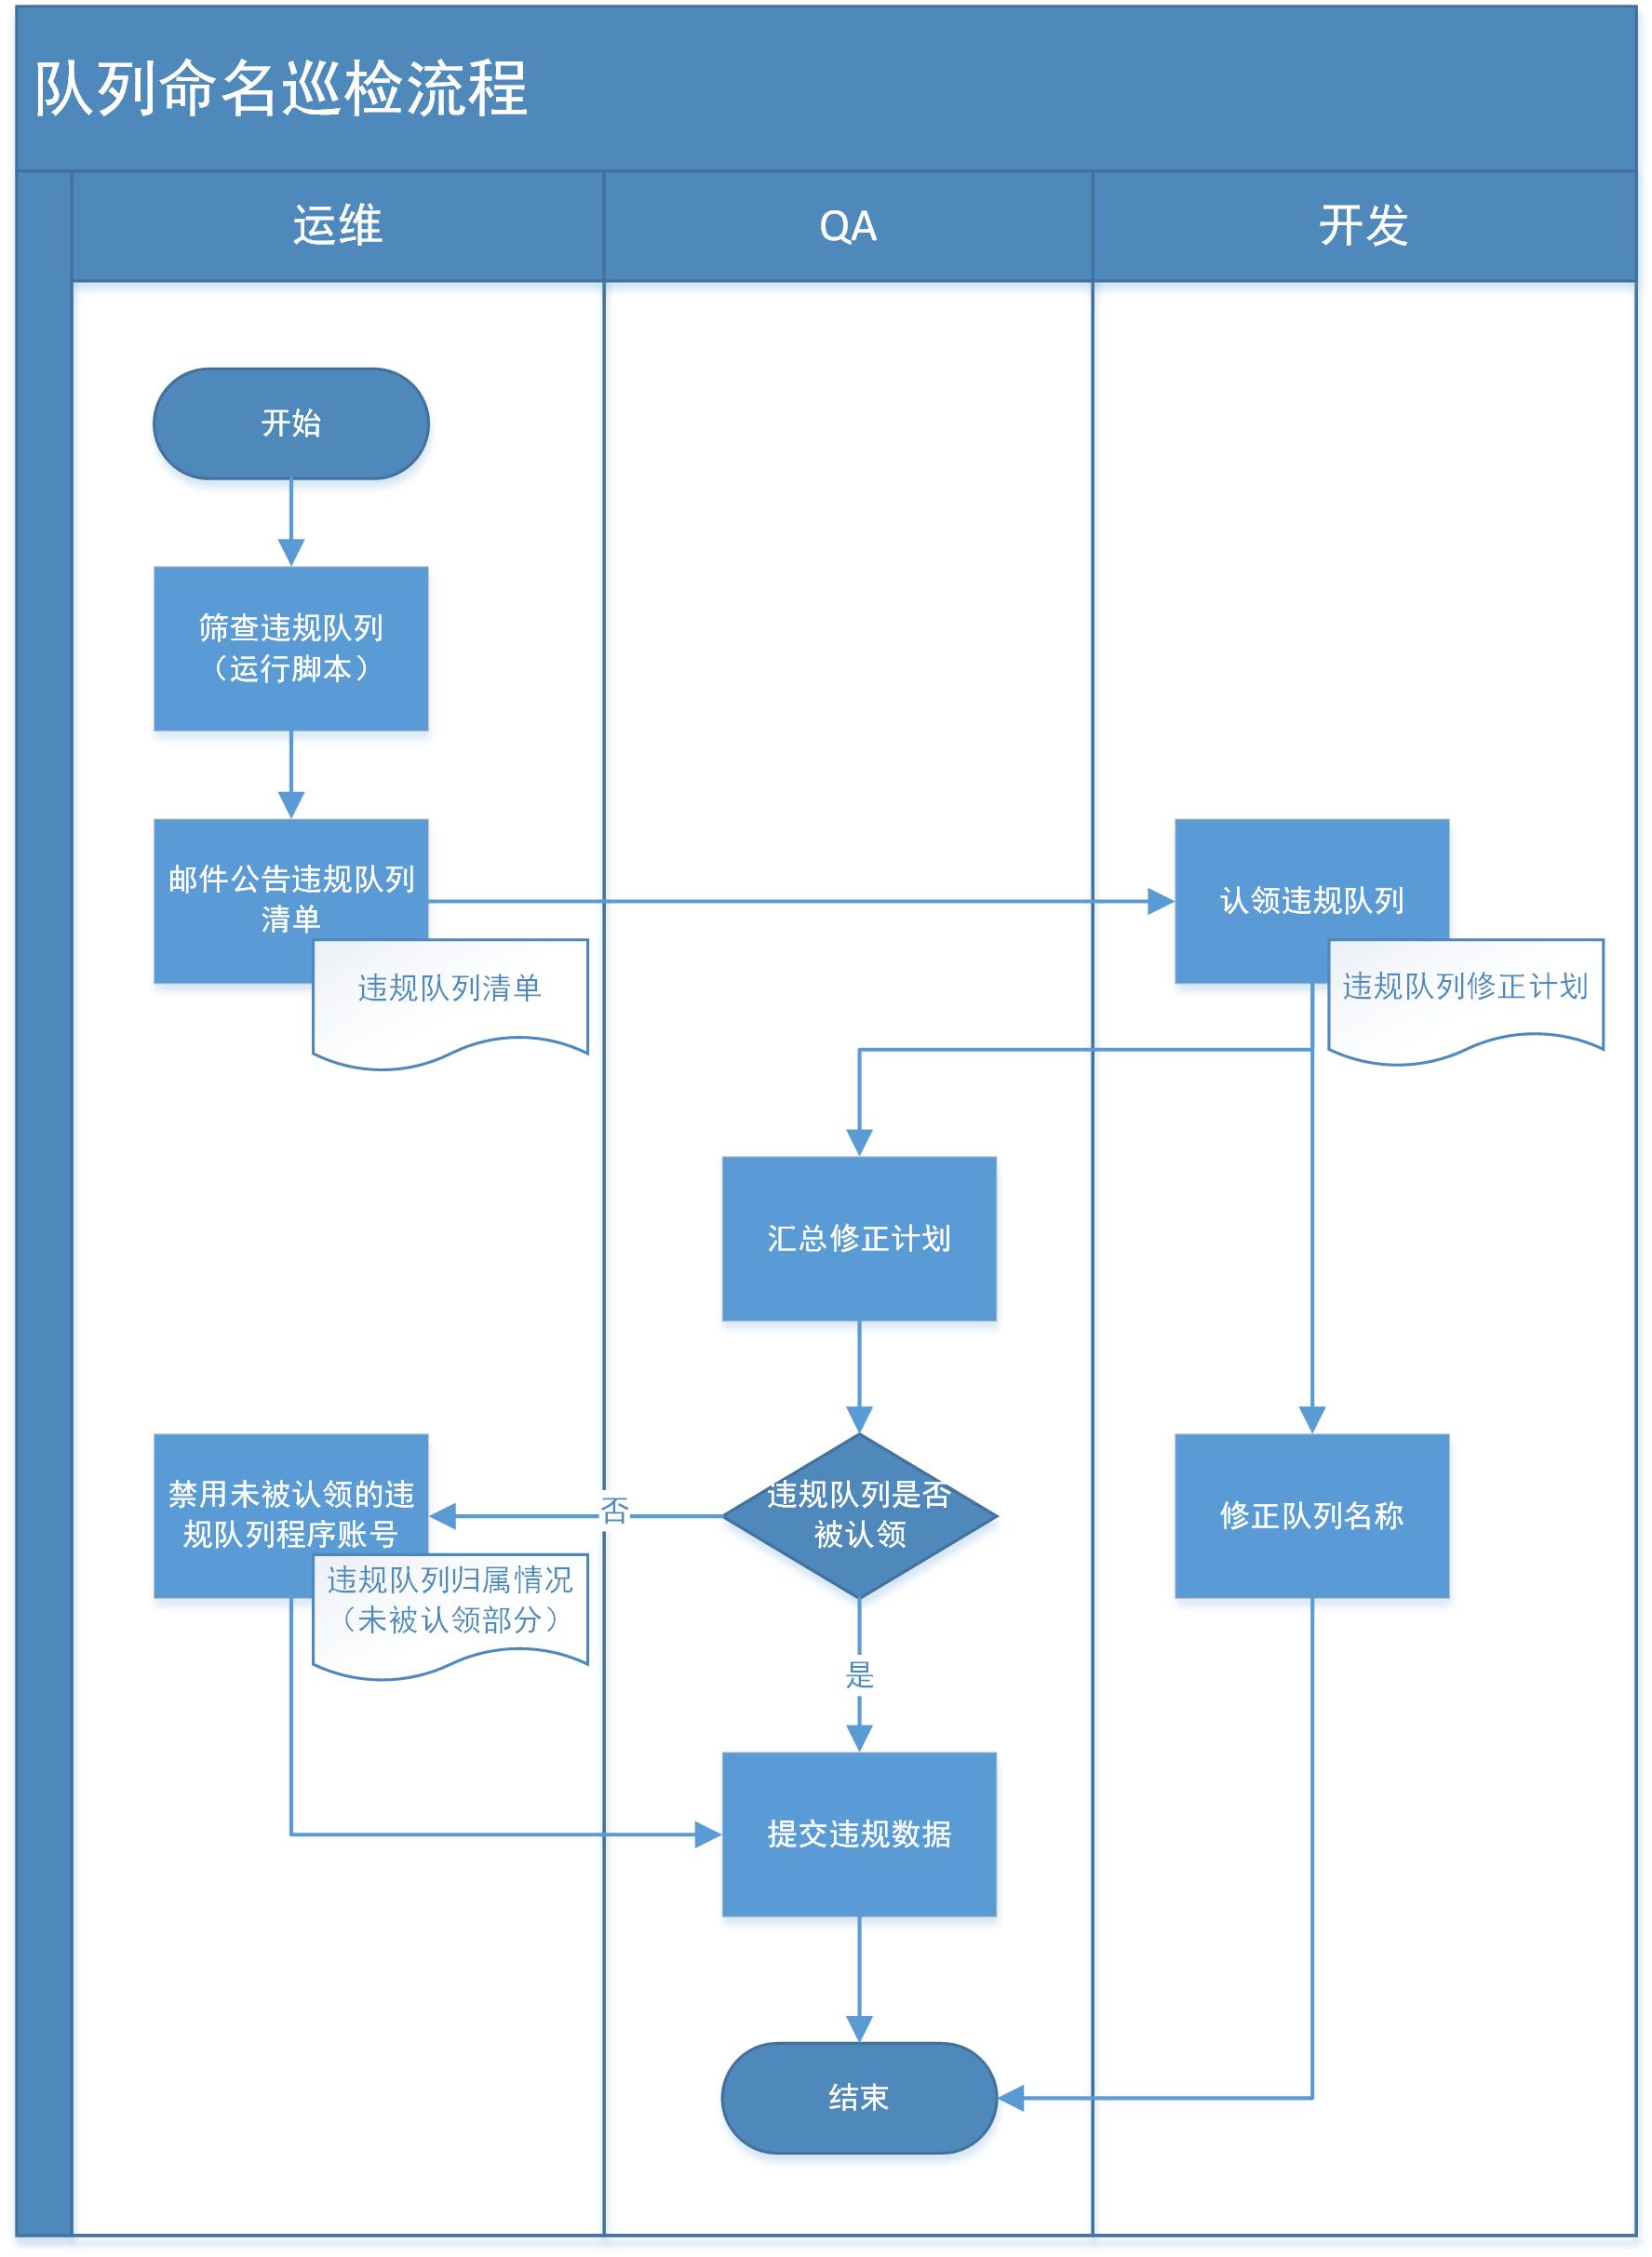 队列命名巡检流程
运维
QA
开发
开始
筛查违规队列
（运行脚本）
邮件公告违规队列
清单
违规队列清单
认领违规队列
违规队列修正计划
汇总修正计划
违规队列是否
被认领
否
禁用未被认领的违
规队列程序账号
违规队列归属情况
（未被认领部分）
修正队列名称
是
提交违规数据
结束